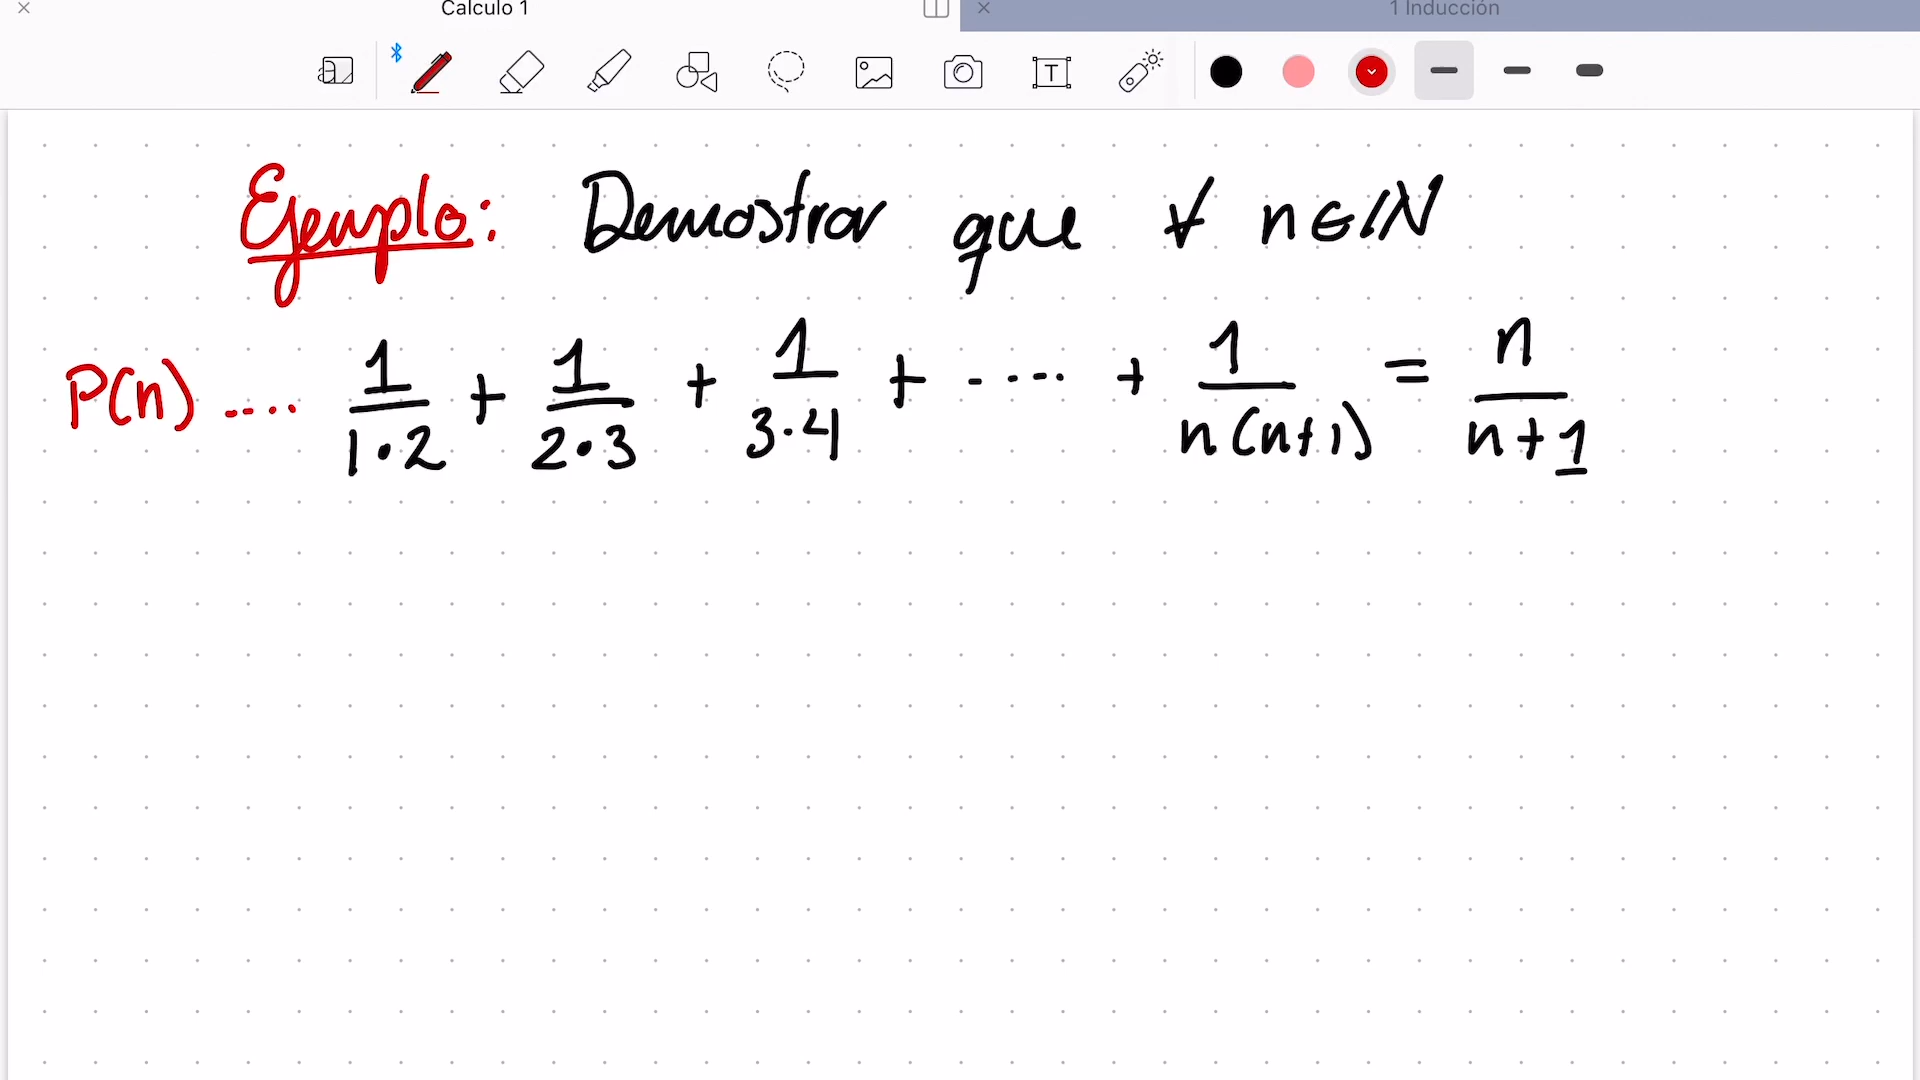 Calculo 1
1 Inducción
Ejemplo: Demostrar que ∀ n∈ℕ
P(n) .... 1/(1·2) + 1/(2·3) + 1/(3·4) + ····· + 1/(n(n+1)) = n/(n+1)